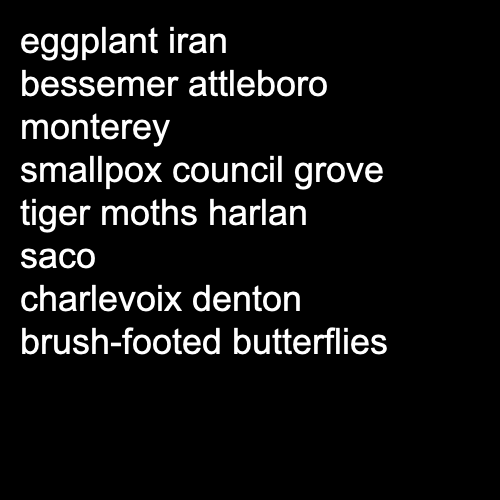 eggplant iran
bessemer attleboro
monterey
smallpox council grove
tiger moths harlan
saco
charlevoix denton
brush-footed butterflies